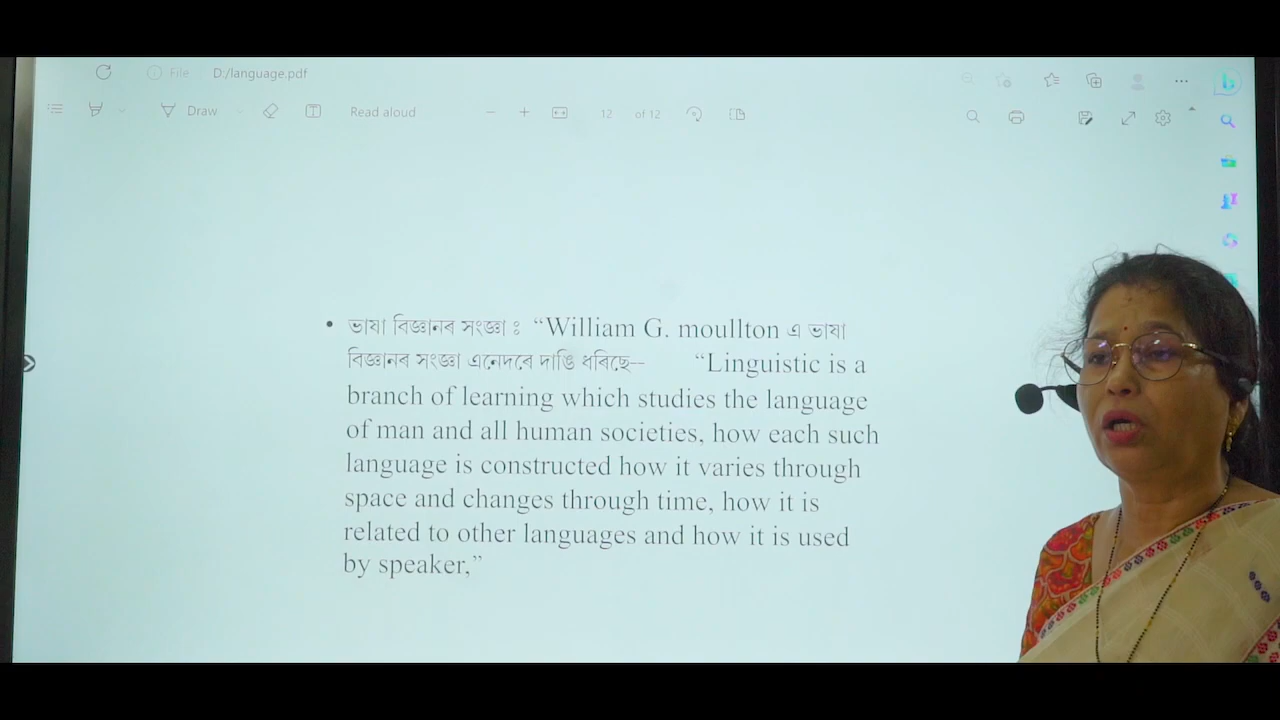 File D:/language.pdf
Draw Read aloud 12 of 12
• ভাষা বিজ্ঞানৰ সংজ্ঞা ঃ “William G. moullton এ ভাষা
বিজ্ঞানৰ সংজ্ঞা এনেদৰে দাঙি ধৰিছে-- “Linguistic is a
branch of learning which studies the language
of man and all human societies, how each such
language is constructed how it varies through
space and changes through time, how it is
related to other languages and how it is used
by speaker,”